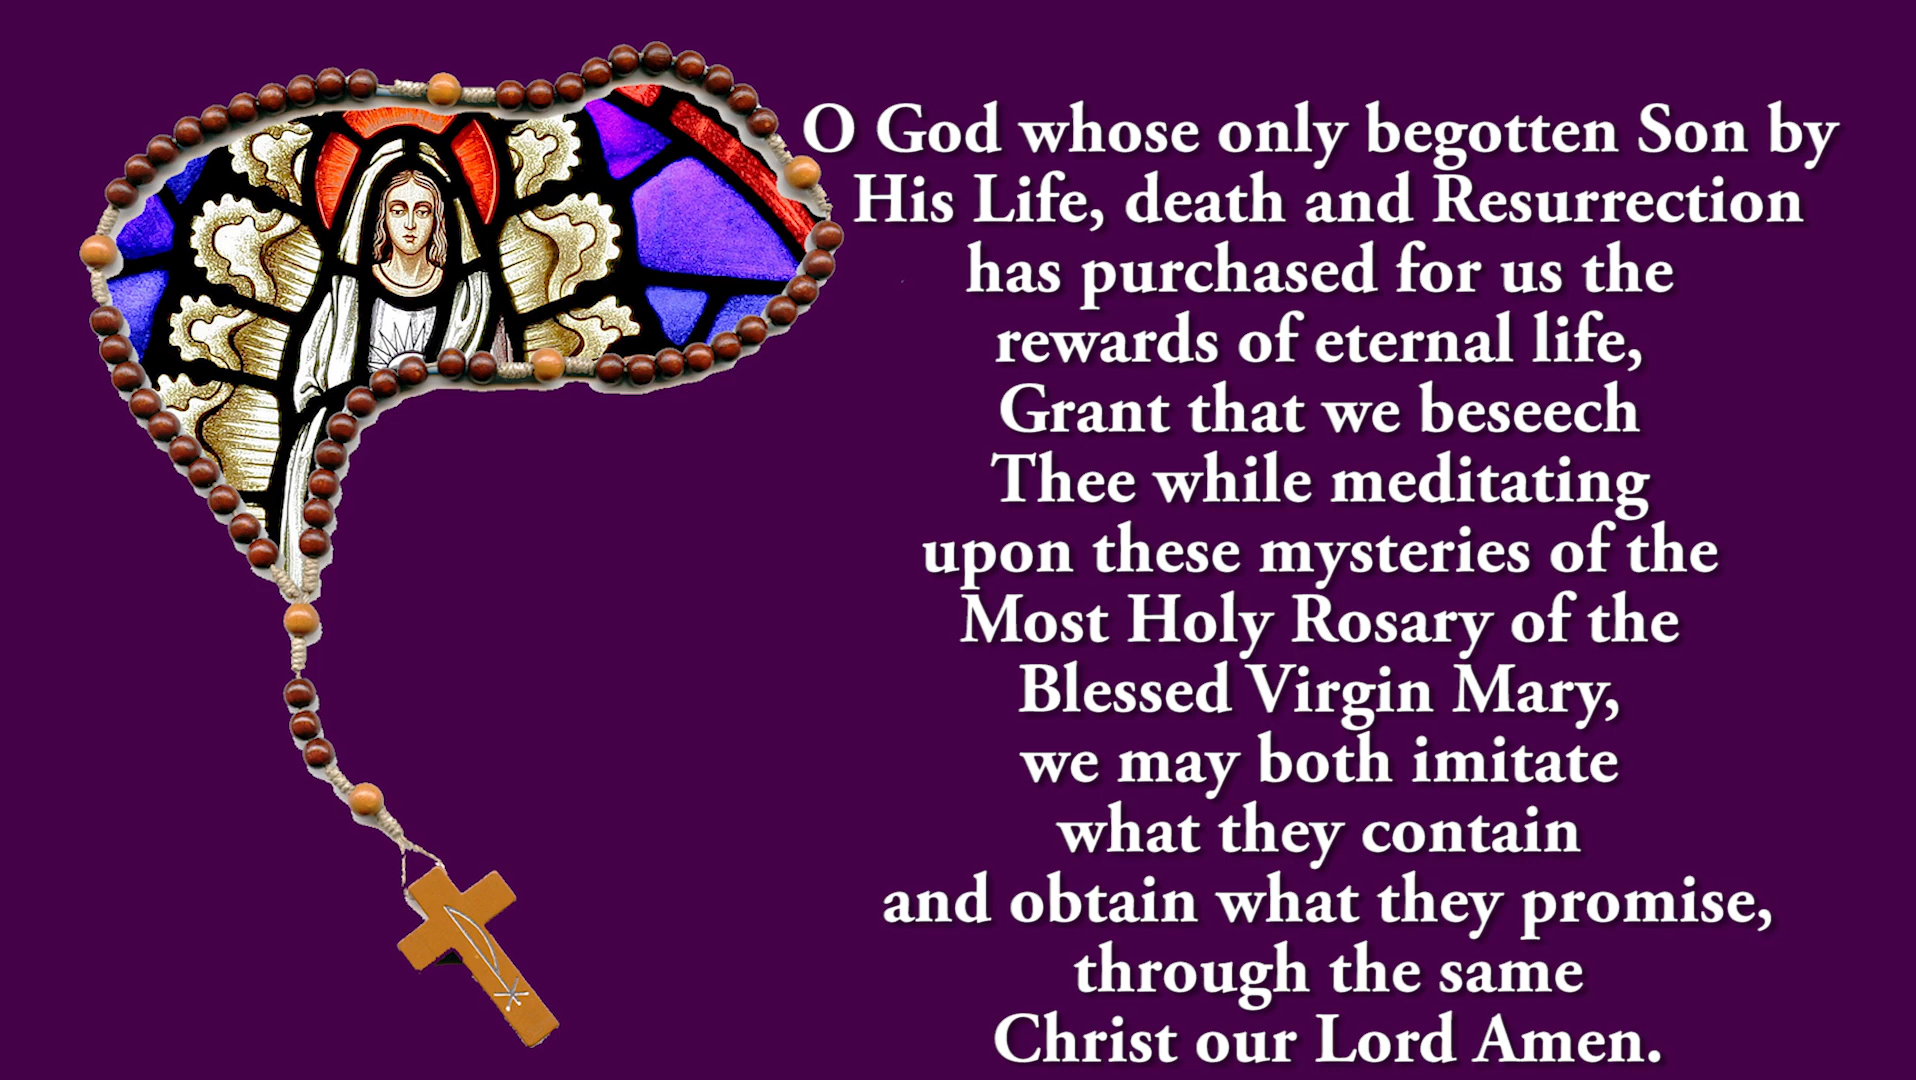 O God whose only begotten Son by
His Life, death and Resurrection
has purchased for us the
rewards of eternal life,
Grant that we beseech
Thee while meditating
upon these mysteries of the
Most Holy Rosary of the
Blessed Virgin Mary,
we may both imitate
what they contain
and obtain what they promise,
through the same
Christ our Lord Amen.